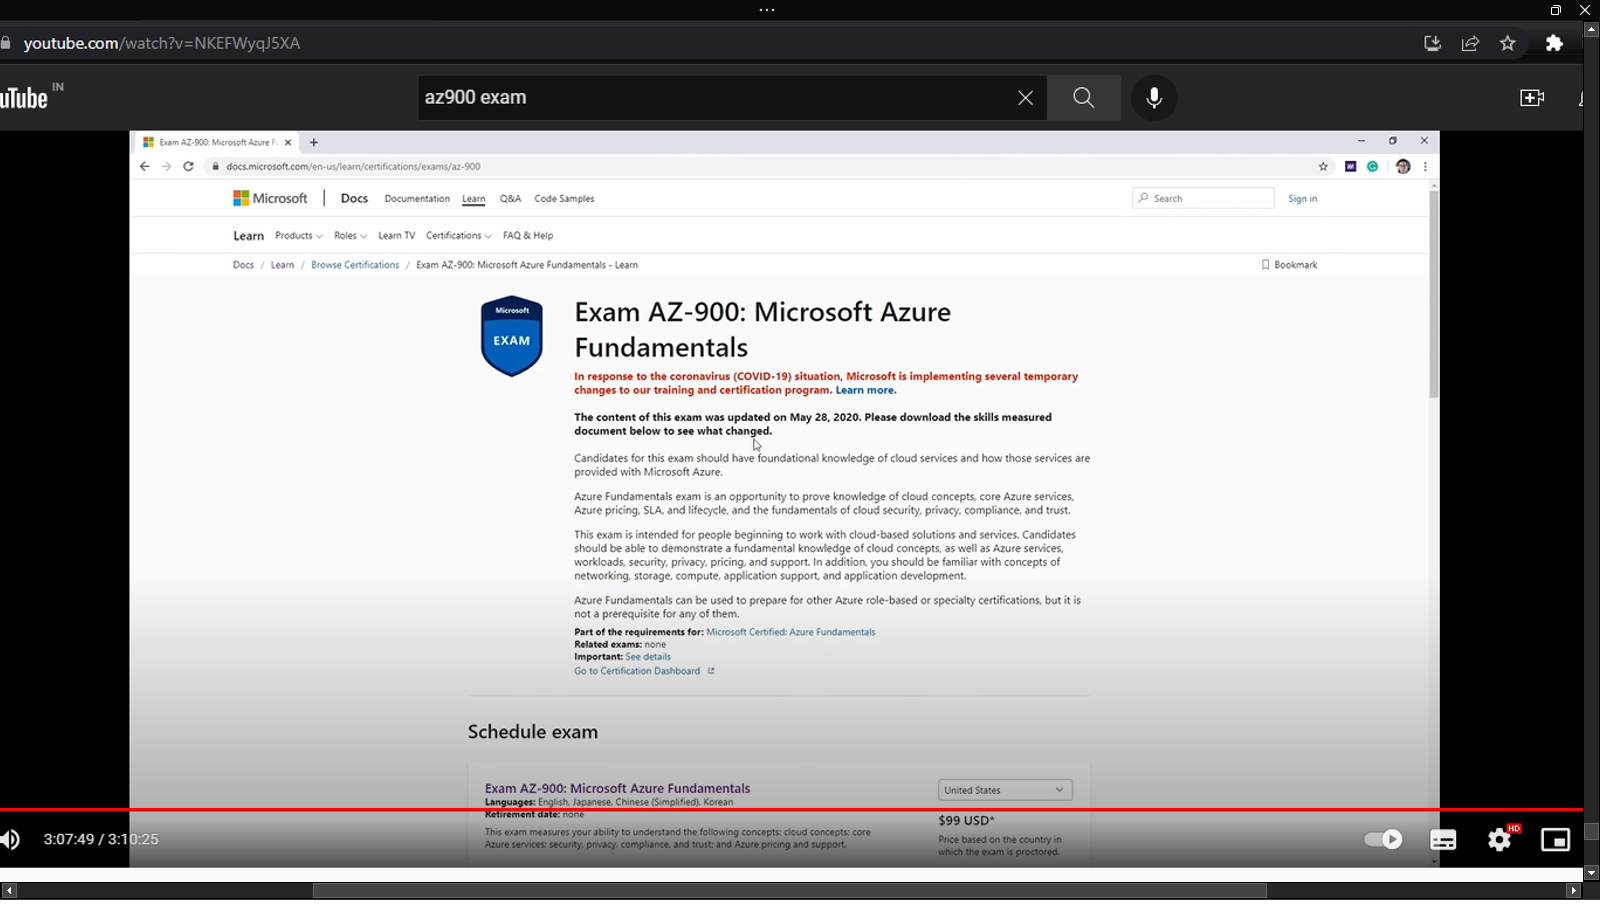 youtube.com/watch?v=NKEFWyqJ5XA
uTube IN
az900 exam
Exam AZ-900: Microsoft Azure Fu
docs.microsoft.com/en-us/learn/certifications/exams/az-900
Microsoft Docs Documentation Learn Q&A Code Samples Search Sign in
Learn Products Roles Learn TV Certifications FAQ & Help
Docs / Learn / Browse Certifications / Exam AZ-900: Microsoft Azure Fundamentals - Learn Bookmark
Microsoft
EXAM
Exam AZ-900: Microsoft Azure
Fundamentals
In response to the coronavirus (COVID-19) situation, Microsoft is implementing several temporary
changes to our training and certification program. Learn more.
The content of this exam was updated on May 28, 2020. Please download the skills measured
document below to see what changed.
Candidates for this exam should have foundational knowledge of cloud services and how those services are
provided with Microsoft Azure.
Azure Fundamentals exam is an opportunity to prove knowledge of cloud concepts, core Azure services,
Azure pricing, SLA, and lifecycle, and the fundamentals of cloud security, privacy, compliance, and trust.
This exam is intended for people beginning to work with cloud-based solutions and services. Candidates
should be able to demonstrate a fundamental knowledge of cloud concepts, as well as Azure services,
workloads, security, privacy, pricing, and support. In addition, you should be familiar with concepts of
networking, storage, compute, application support, and application development.
Azure Fundamentals can be used to prepare for other Azure role-based or specialty certifications, but it is
not a prerequisite for any of them.
Part of the requirements for: Microsoft Certified: Azure Fundamentals
Related exams: none
Important: See details
Go to Certification Dashboard
Schedule exam
Exam AZ-900: Microsoft Azure Fundamentals
Languages: English, Japanese, Chinese (Simplified), Korean
Retirement date: none
This exam measures your ability to understand the following concepts: cloud concepts; core
Azure services; security, privacy, compliance, and trust; and Azure pricing and support.
United States
$99 USD*
Price based on the country in
which the exam is proctored.
3:07:49 / 3:10:25
HD